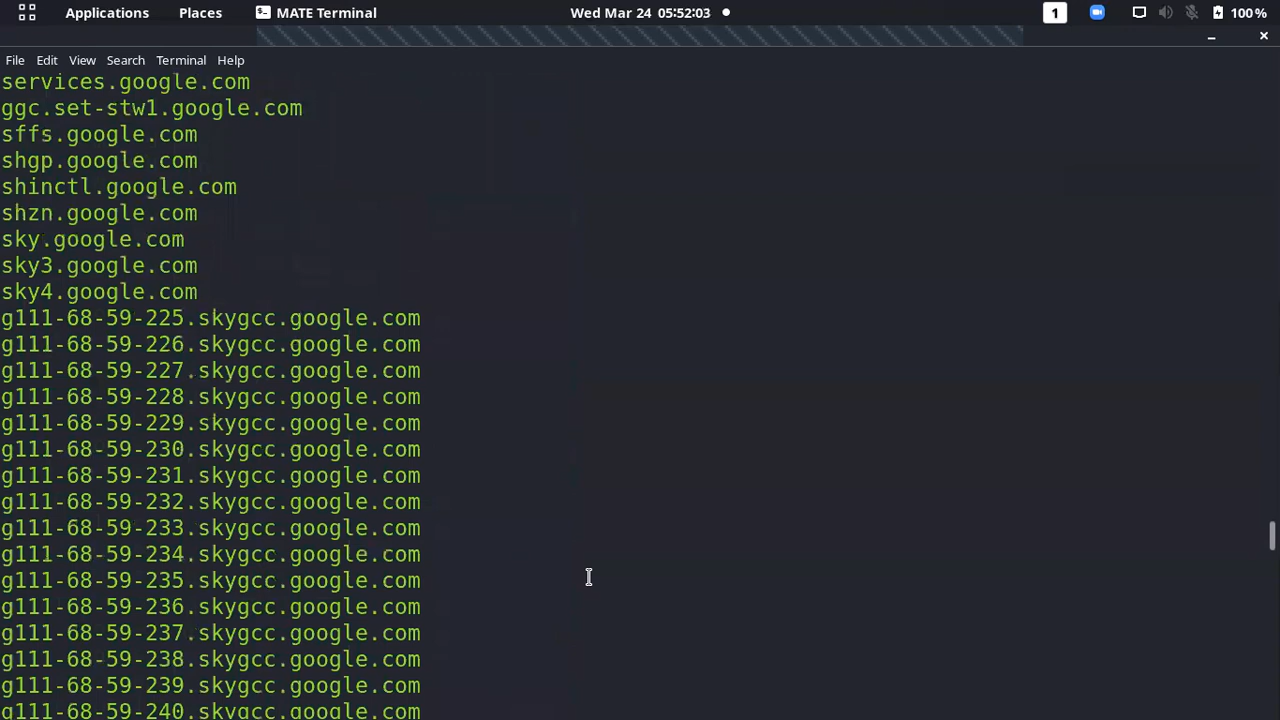 Applications Places MATE Terminal Wed Mar 24 05:52:03 1 100%
File Edit View Search Terminal Help
services.google.com
ggc.set-stw1.google.com
sffs.google.com
shgp.google.com
shinctl.google.com
shzn.google.com
sky.google.com
sky3.google.com
sky4.google.com
g111-68-59-225.skygcc.google.com
g111-68-59-226.skygcc.google.com
g111-68-59-227.skygcc.google.com
g111-68-59-228.skygcc.google.com
g111-68-59-229.skygcc.google.com
g111-68-59-230.skygcc.google.com
g111-68-59-231.skygcc.google.com
g111-68-59-232.skygcc.google.com
g111-68-59-233.skygcc.google.com
g111-68-59-234.skygcc.google.com
g111-68-59-235.skygcc.google.com
g111-68-59-236.skygcc.google.com
g111-68-59-237.skygcc.google.com
g111-68-59-238.skygcc.google.com
g111-68-59-239.skygcc.google.com
g111-68-59-240.skygcc.google.com